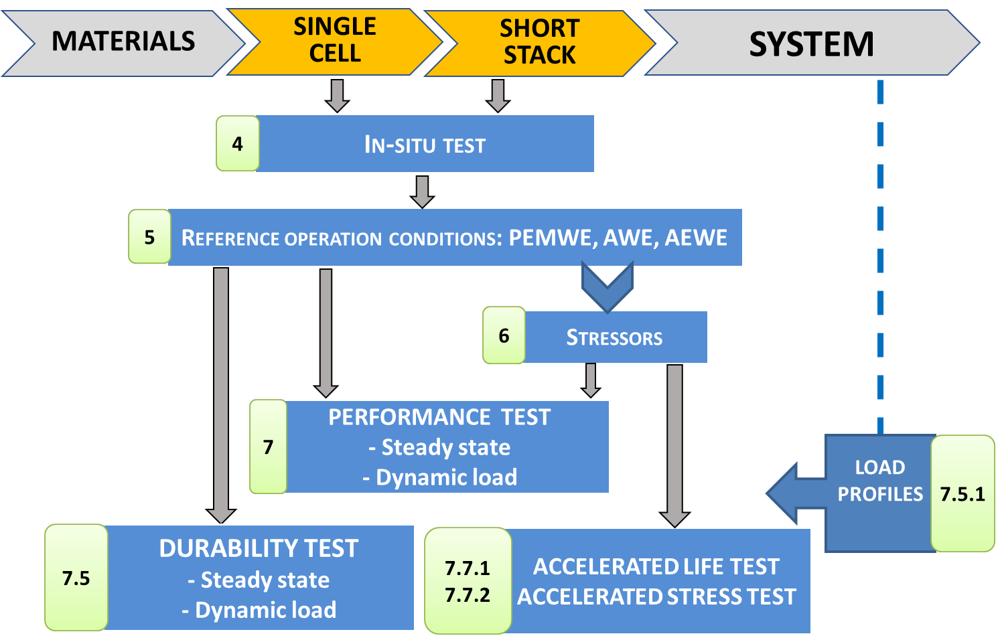 MATERIALS
SINGLE
CELL
SHORT
STACK
SYSTEM
4
IN-SITU TEST
5
REFERENCE OPERATION CONDITIONS: PEMWE, AWE, AEWE
6
STRESSORS
7
PERFORMANCE TEST
- Steady state
- Dynamic load
LOAD
PROFILES
7.5.1
7.5
DURABILITY TEST
- Steady state
- Dynamic load
7.7.1
7.7.2
ACCELERATED LIFE TEST
ACCELERATED STRESS TEST